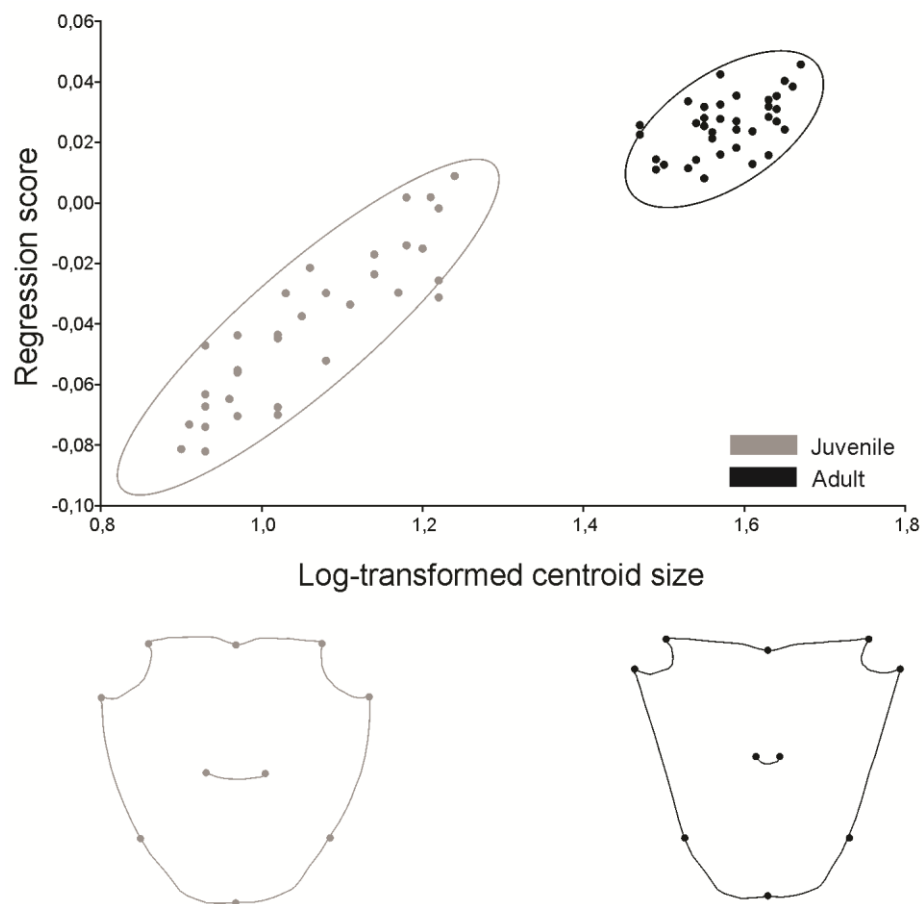 0,06
0,04
0,02
0,00
-0,02
-0,04
-0,06
-0,08
-0,10
Regression score
Juvenile
Adult
0,8 1,0 1,2 1,4 1,6 1,8
Log-transformed centroid size